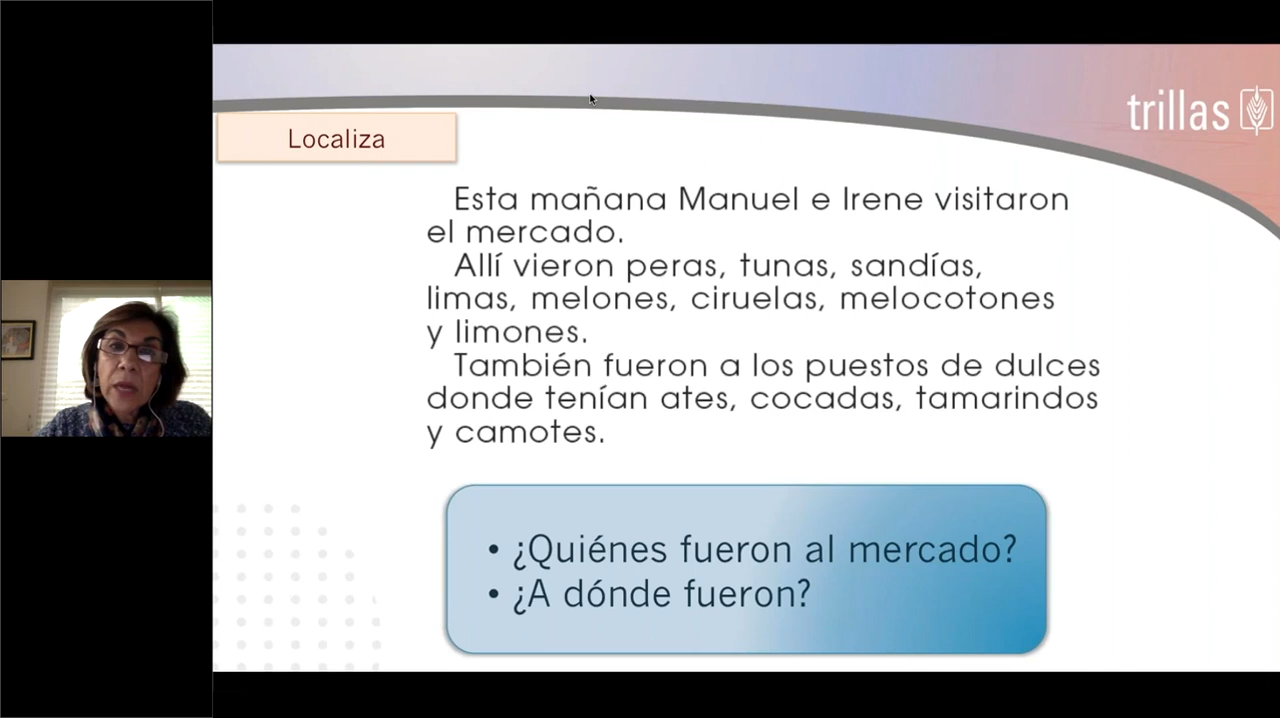 trillas
Localiza
Esta mañana Manuel e Irene visitaron
el mercado.
Allí vieron peras, tunas, sandías,
limas, melones, ciruelas, melocotones
y limones.
También fueron a los puestos de dulces
donde tenían ates, cocadas, tamarindos
y camotes.
• ¿Quiénes fueron al mercado?
• ¿A dónde fueron?